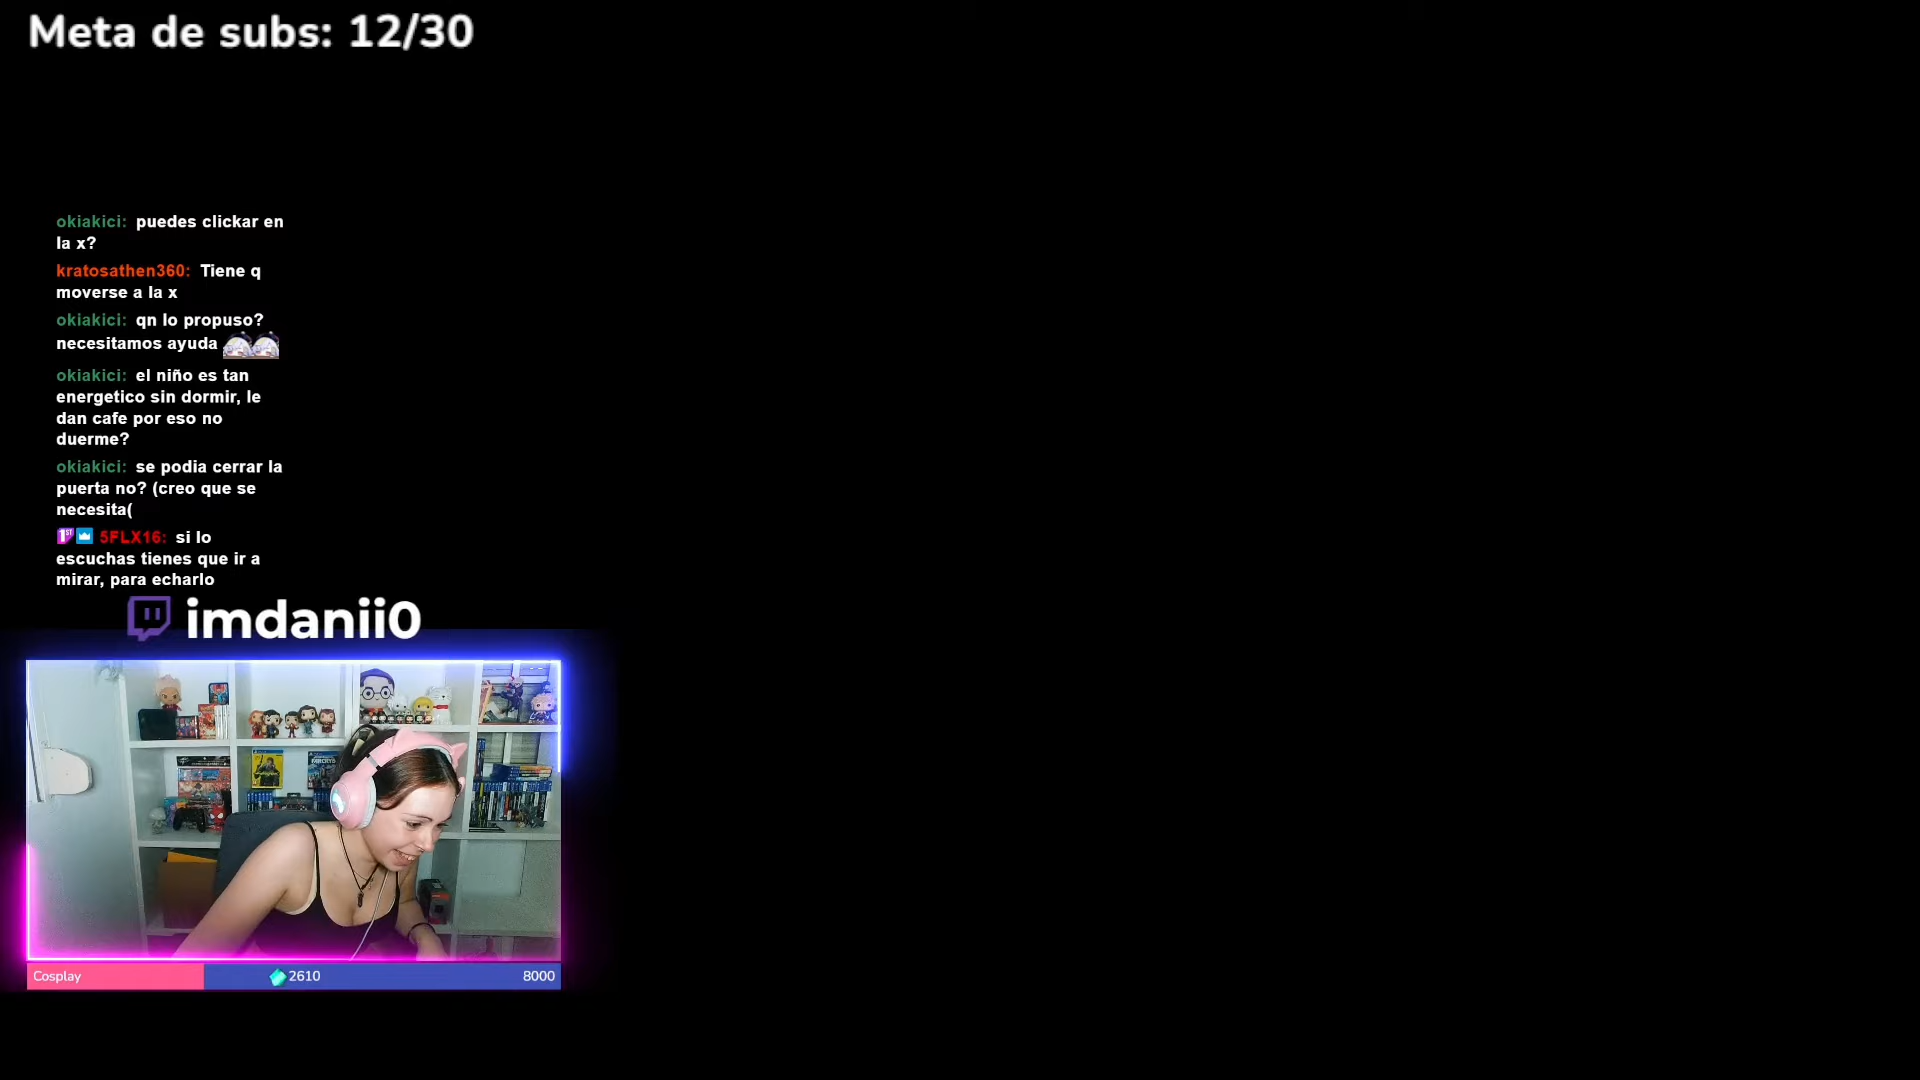 Meta de subs: 12/30
okiakici: puedes clickar en
la x?
kratosathen360: Tiene q
moverse a la x
okiakici: qn lo propuso?
necesitamos ayuda
okiakici: el niño es tan
energetico sin dormir, le
dan cafe por eso no
duerme?
okiakici: se podia cerrar la
puerta no? (creo que se
necesita(
1ST 5FLX16: si lo
escuchas tienes que ir a
mirar, para echarlo
imdanii0
Cosplay 2610 8000